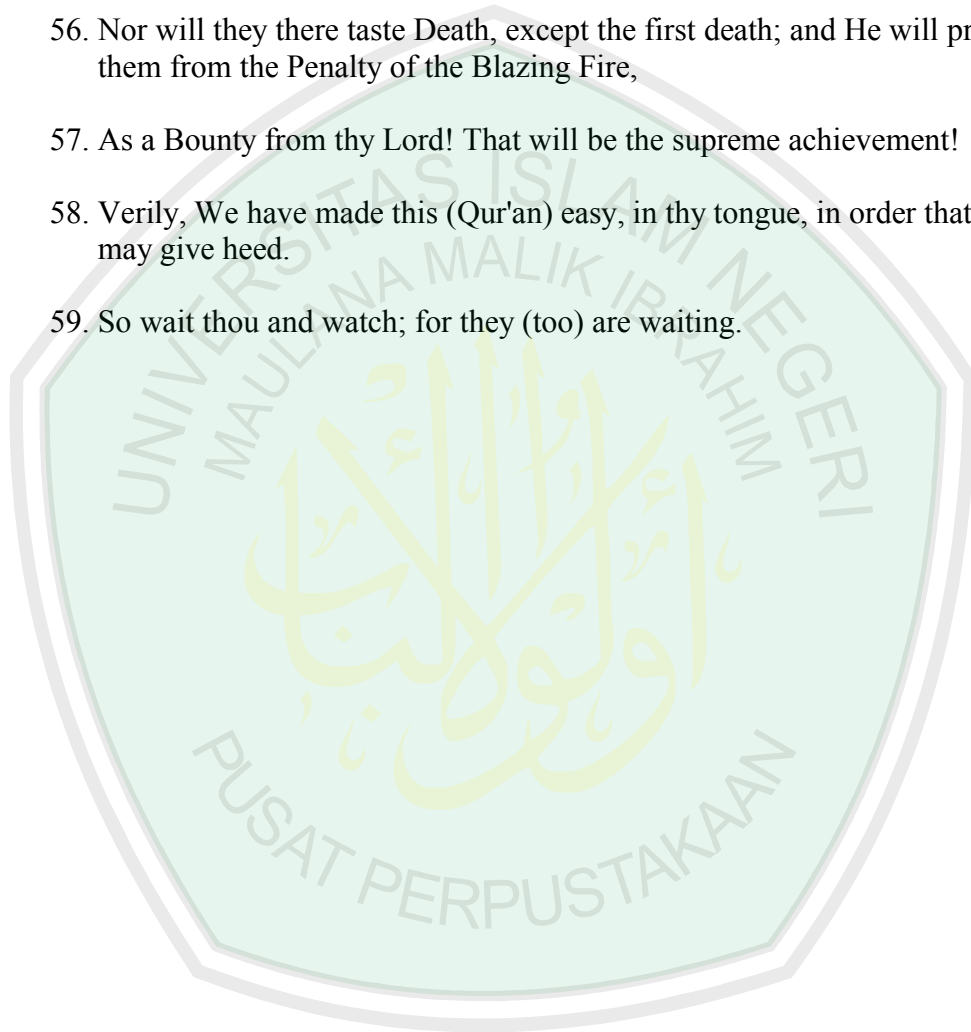 56. Nor will they there taste Death, except the first death; and He will pr
them from the Penalty of the Blazing Fire,
57. As a Bounty from thy Lord! That will be the supreme achievement!
58. Verily, We have made this (Qur'an) easy, in thy tongue, in order that
may give heed.
59. So wait thou and watch; for they (too) are waiting.
UNIVERSITAS ISLAM NEGERI
MAULANA MALIK IBRAHIM
أولوا الألباب
PUSAT PERPUSTAKAAN